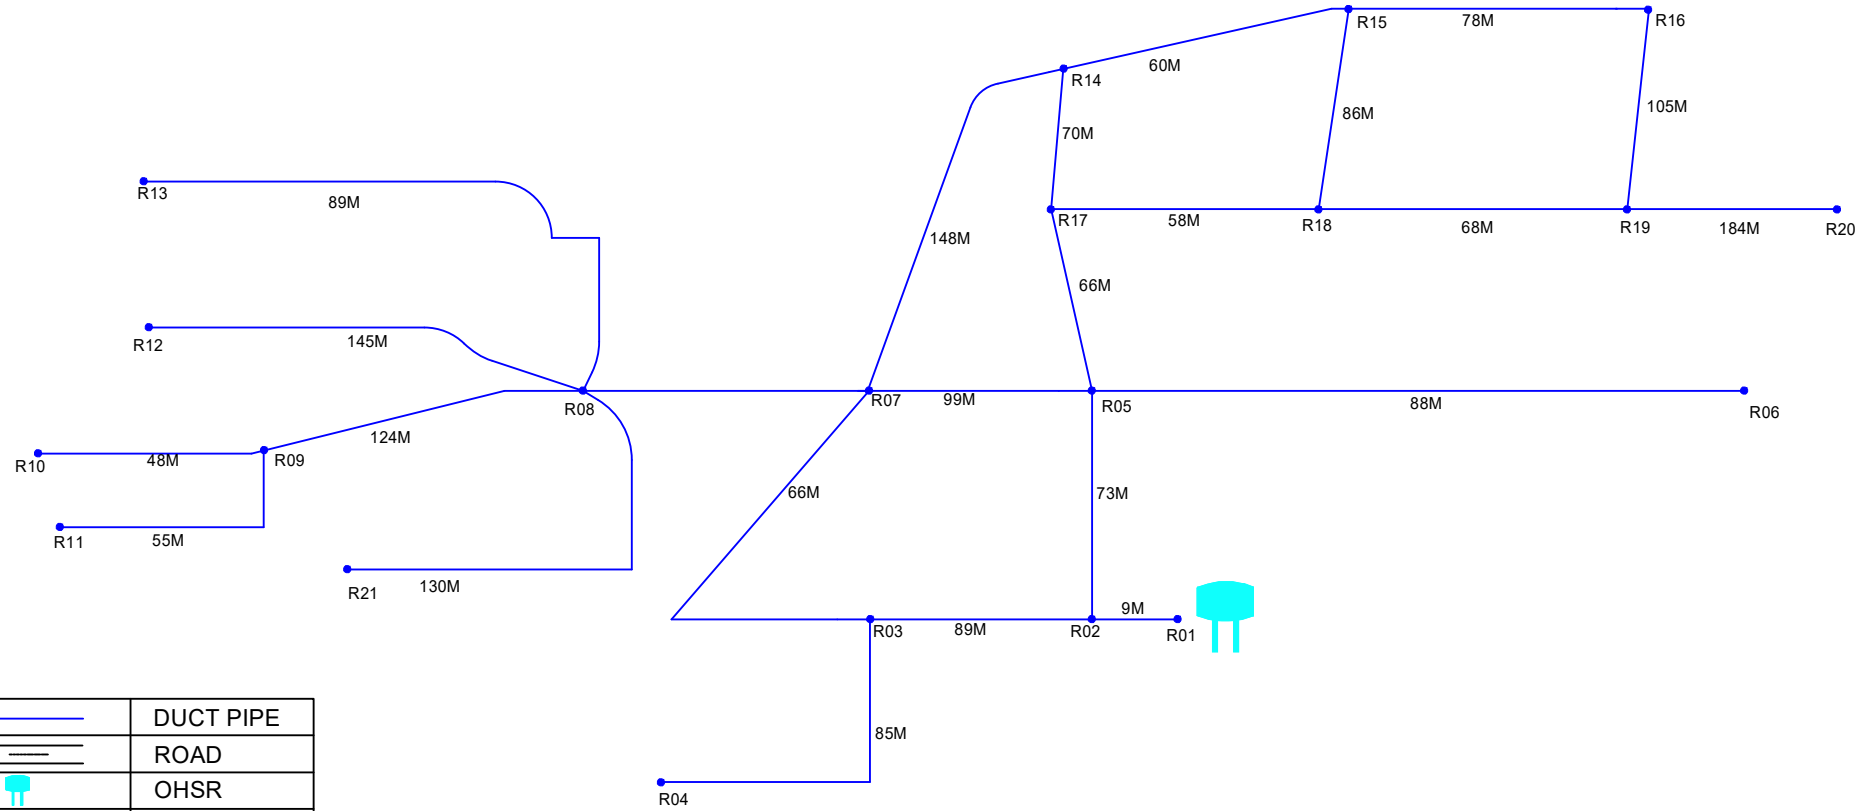 R15
78M
R16
60M
R14
105M
86M
70M
R13
89M
R17
58M
R18
68M
R19
184M
R20
148M
66M
R12
145M
R08
R07
99M
R05
88M
R06
124M
R10
48M
R09
66M
73M
R11
55M
130M
R21
9M
R03
89M
R02
R01
DUCT PIPE
85M
ROAD
OHSR
R04